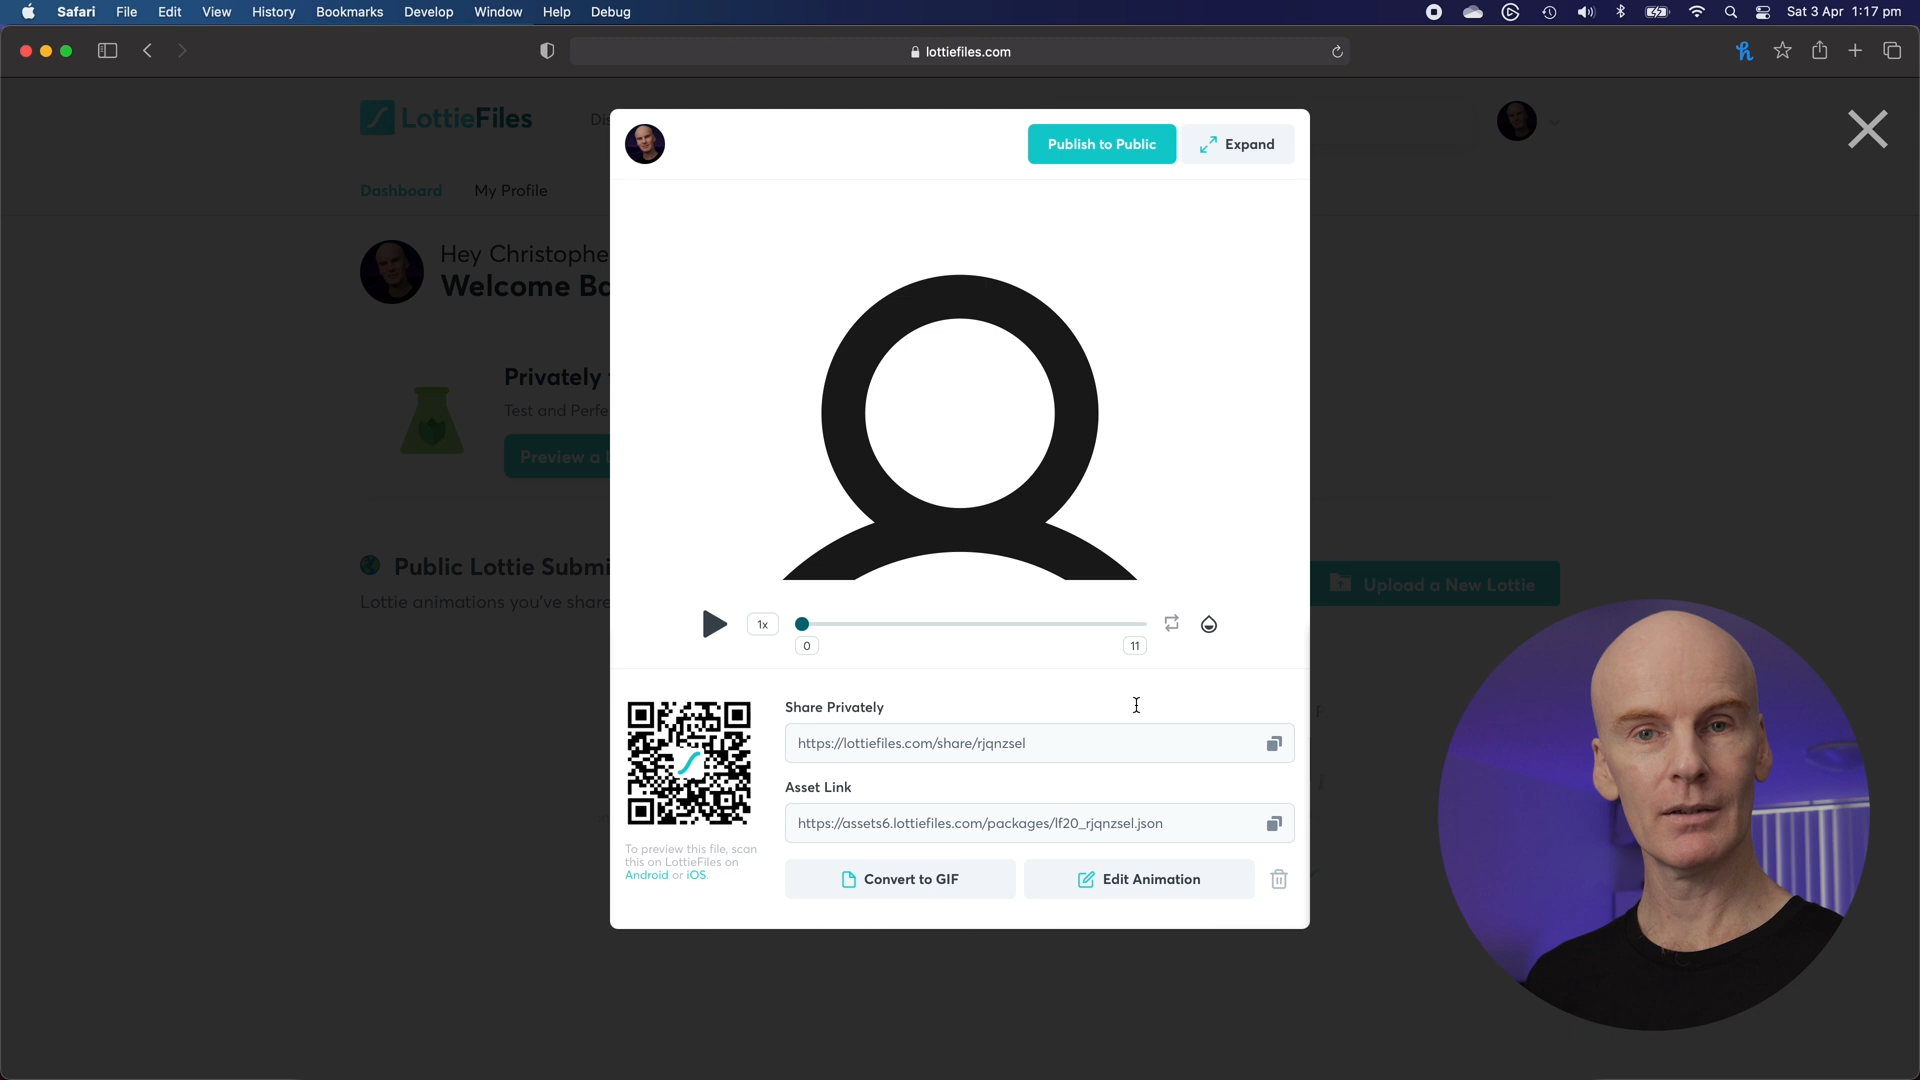 Safari File Edit View History Bookmarks Develop Window Help Debug Sat 3 Apr 1:17 pm
lottiefiles.com
LottieFiles
Publish to Public Expand
Dashboard My Profile
Hey Christophe
Welcome
Privately
Test and
Preview a
Public Lottie
Lottie animations you've share
Upload a New Lottie
1x
0 11
Share Privately
https://lottiefiles.com/share/rjqnzsel
Asset Link
https://assets6.lottiefiles.com/packages/lf20_rjqnzsel.json
To preview this file, scan
this on LottieFiles on
Android or iOS.
Convert to GIF Edit Animation